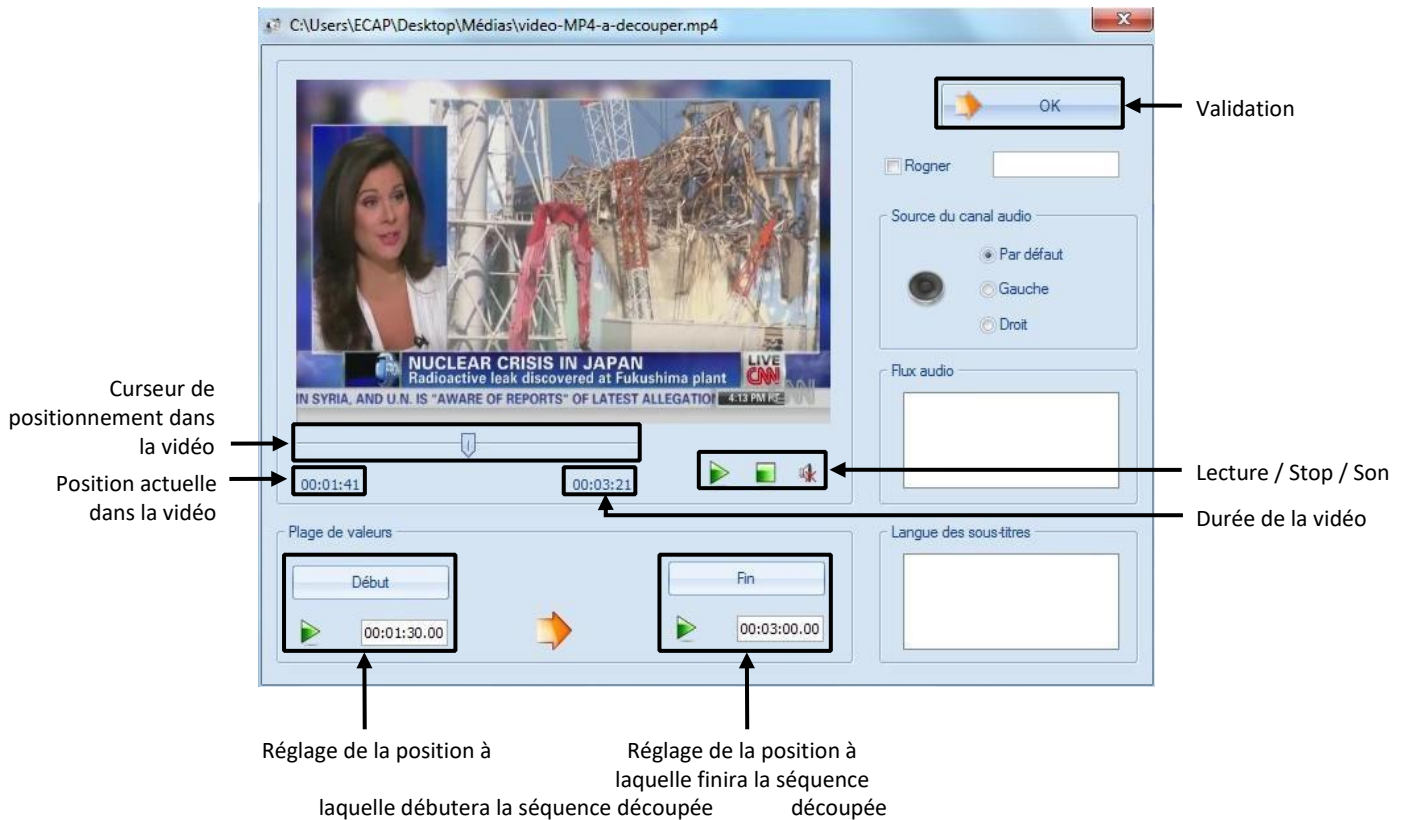 C:\Users\ECAP\Desktop\Médias\video-MP4-a-decouper.mp4
OK
Validation
Rogner
Source du canal audio
Par défaut
Gauche
Droit
NUCLEAR CRISIS IN JAPAN
Radioactive leak discovered at Fukushima plant
LIVE
CNN
IN SYRIA, AND U.N. IS "AWARE OF REPORTS" OF LATEST ALLEGATION
4:13 PM
Flux audio
Curseur de
positionnement dans
la vidéo
Position actuelle
dans la vidéo
00:01:41
00:03:21
Lecture / Stop / Son
Durée de la vidéo
Plage de valeurs
Langue des sous-titres
Début
Fin
00:01:30.00
00:03:00.00
Réglage de la position à
laquelle débutera la séquence découpée
Réglage de la position à
laquelle finira la séquence
découpée